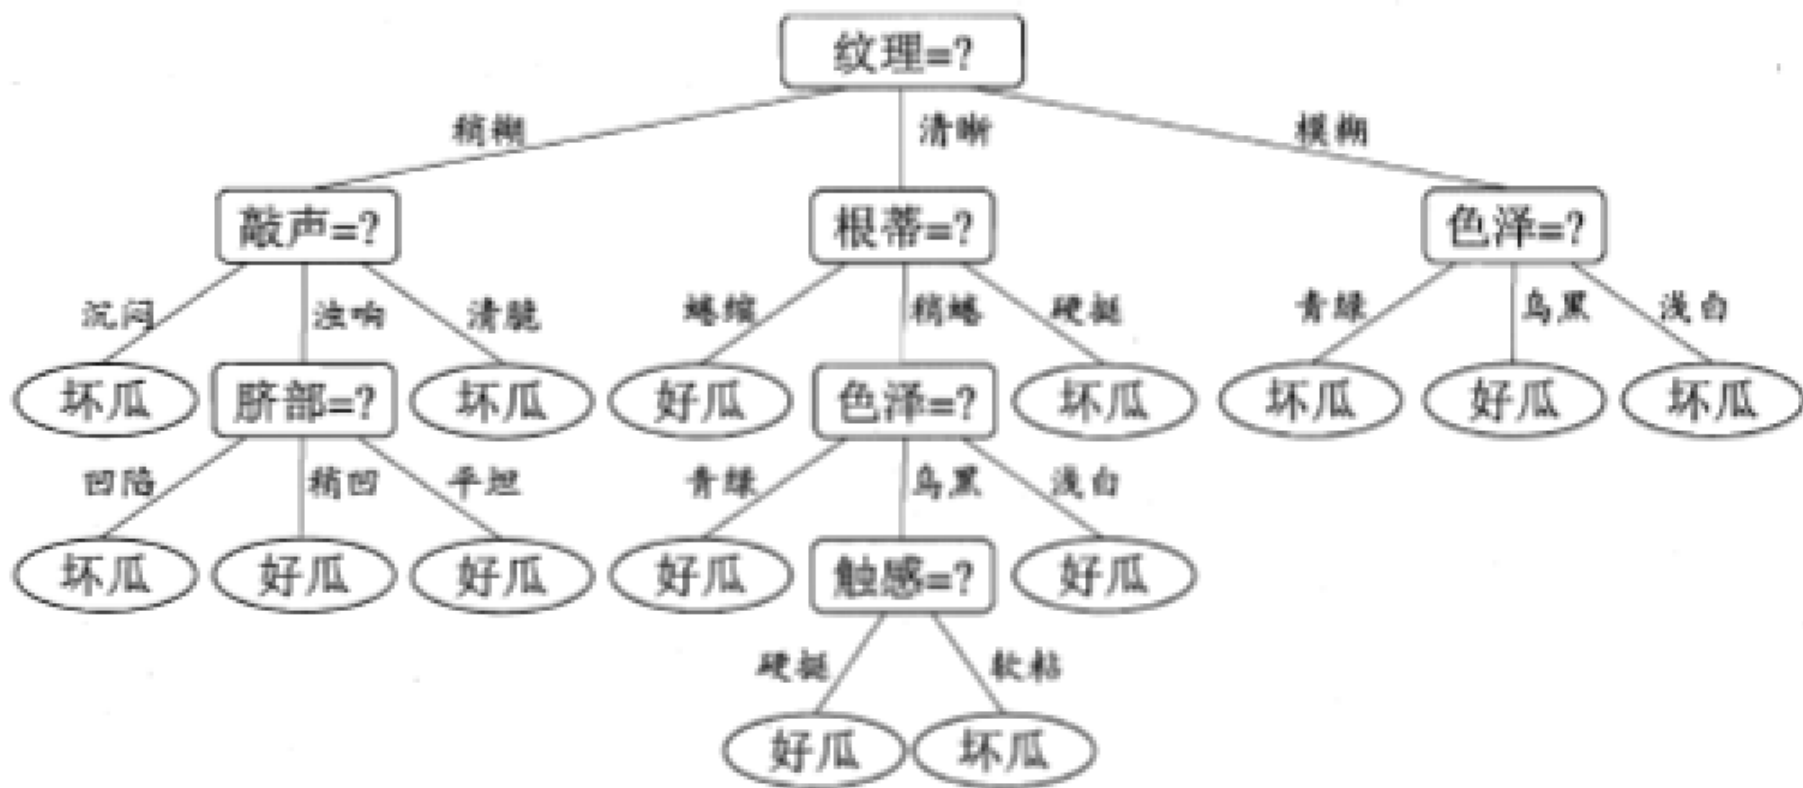 纹理=?
稍糊 清晰 模糊
敲声=? 根蒂=? 色泽=?
沉闷 浊响 清脆 蜷缩 稍蜷 硬挺 青绿 乌黑 浅白
坏瓜 脐部=? 坏瓜 好瓜 色泽=? 坏瓜 坏瓜 好瓜 坏瓜
凹陷 稍凹 平坦 青绿 乌黑 浅白
坏瓜 好瓜 好瓜 好瓜 触感=? 好瓜
硬挺 软粘
好瓜 坏瓜